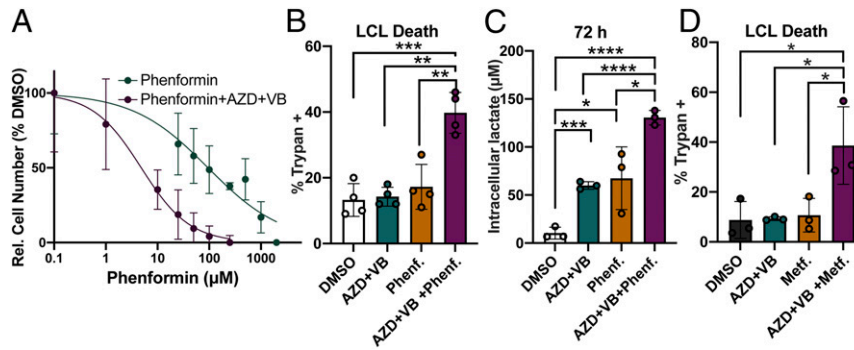 A
Rel. Cell Number (% DMSO)
100
50
0
0.1 1 10 100 1000
Phenformin (µM)
Phenformin
Phenformin+AZD+VB
B
LCL Death
% Trypan +
60
40
20
0
***
**
**
DMSO
AZD+VB
Phenf.
AZD+VB +Phenf.
C
72 h
Intracellular lactate (µM)
200
150
100
50
0
****
****
*
*
***
DMSO
AZD+VB
Phenf.
AZD+VB+Phenf.
D
LCL Death
% Trypan +
80
60
40
20
0
*
*
*
DMSO
AZD+VB
Metf.
AZD+VB +Metf.